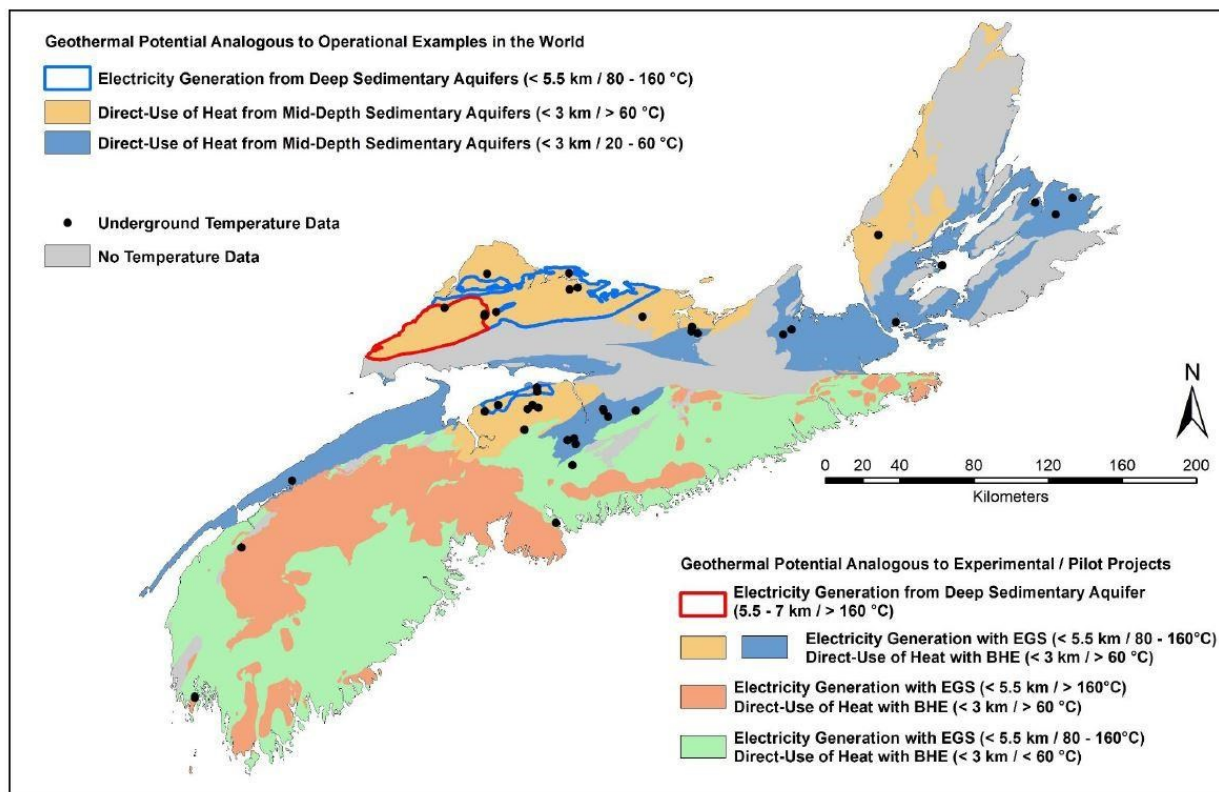 Geothermal Potential Analogous to Operational Examples in the World
Electricity Generation from Deep Sedimentary Aquifers (< 5.5 km / 80 - 160 °C)
Direct-Use of Heat from Mid-Depth Sedimentary Aquifers (< 3 km / > 60 °C)
Direct-Use of Heat from Mid-Depth Sedimentary Aquifers (< 3 km / 20 - 60 °C)
Underground Temperature Data
No Temperature Data
N
0 20 40 80 120 160 200
Kilometers
Geothermal Potential Analogous to Experimental / Pilot Projects
Electricity Generation from Deep Sedimentary Aquifer
(5.5 - 7 km / > 160 °C)
Electricity Generation with EGS (< 5.5 km / 80 - 160°C)
Direct-Use of Heat with BHE (< 3 km / > 60 °C)
Electricity Generation with EGS (< 5.5 km / > 160°C)
Direct-Use of Heat with BHE (< 3 km / > 60 °C)
Electricity Generation with EGS (< 5.5 km / 80 - 160°C)
Direct-Use of Heat with BHE (< 3 km / < 60 °C)